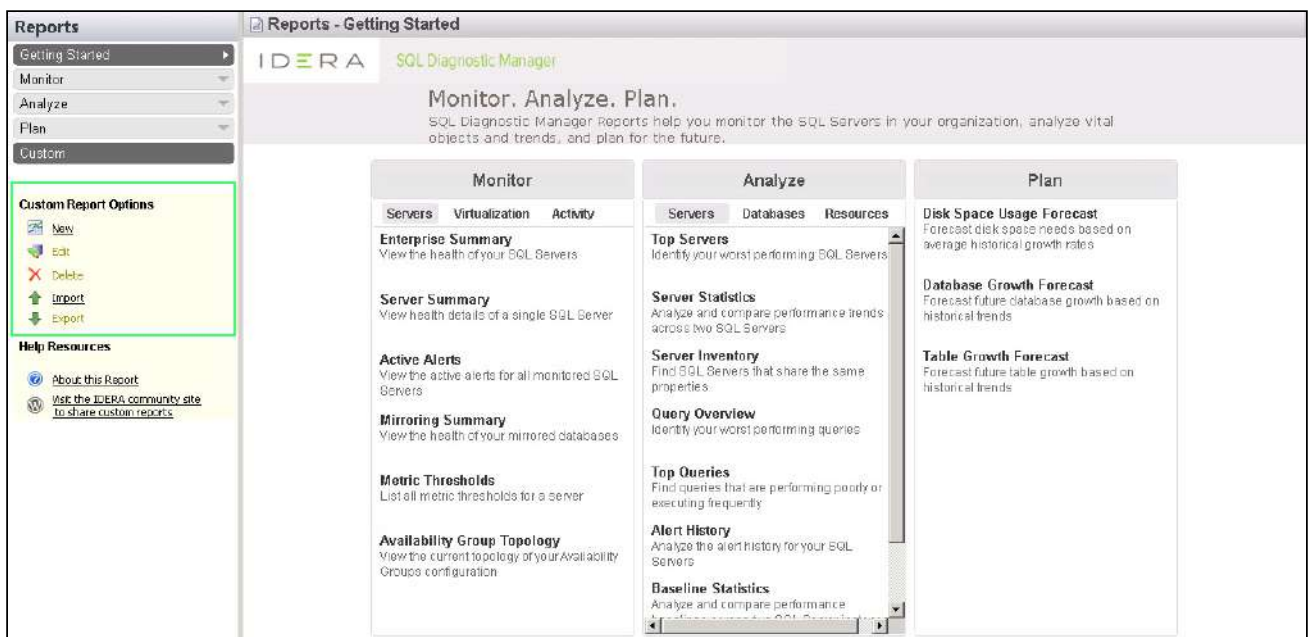 Reports
Getting Started
Monitor
Analyze
Plan
Custom
Custom Report Options
New
Edit
Delete
Import
Export
Help Resources
About this Report
Visit the IDERA community site
to share custom reports
Reports - Getting Started
IDERA SQL Diagnostic Manager
Monitor. Analyze. Plan.
SQL Diagnostic Manager Reports help you monitor the SQL Servers in your organization, analyze vital
objects and trends, and plan for the future.
Monitor
Servers Virtualization Activity
Enterprise Summary
View the health of your SQL Servers
Server Summary
View health details of a single SQL Server
Active Alerts
View the active alerts for all monitored SQL
Servers
Mirroring Summary
View the health of your mirrored databases
Metric Thresholds
List all metric thresholds for a server
Availability Group Topology
View the current topology of your Availability
Groups configuration
Analyze
Servers Databases Resources
Top Servers
Identify your worst performing SQL Servers
Server Statistics
Analyze and compare performance trends
across two SQL Servers
Server Inventory
Find SQL Servers that share the same
properties
Query Overview
Identify your worst performing queries
Top Queries
Find queries that are performing poorly or
executing frequently
Alert History
Analyze the alert history for your SQL
Servers
Baseline Statistics
Analyze and compare performance
Plan
Disk Space Usage Forecast
Forecast disk space needs based on
average historical growth rates
Database Growth Forecast
Forecast future database growth based on
historical trends
Table Growth Forecast
Forecast future table growth based on
historical trends